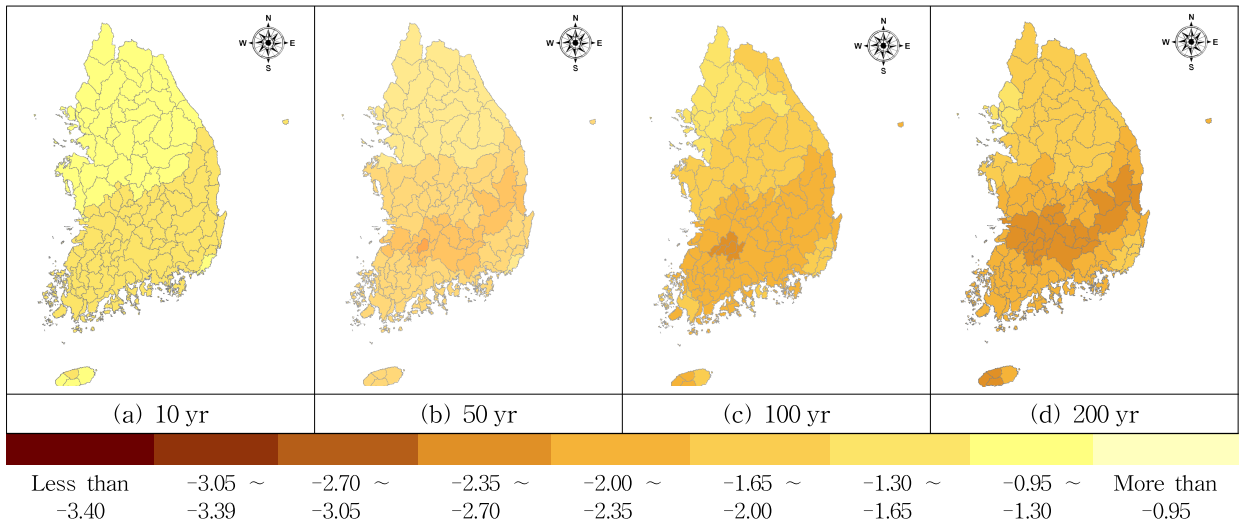 N
W E
S
N
W E
S
N
W E
S
N
W E
S
(a) 10 yr
(b) 50 yr
(c) 100 yr
(d) 200 yr
Less than
-3.40
-3.05 ~
-3.39
-2.70 ~
-3.05
-2.35 ~
-2.70
-2.00 ~
-2.35
-1.65 ~
-2.00
-1.30 ~
-1.65
-0.95 ~
-1.30
More than
-0.95